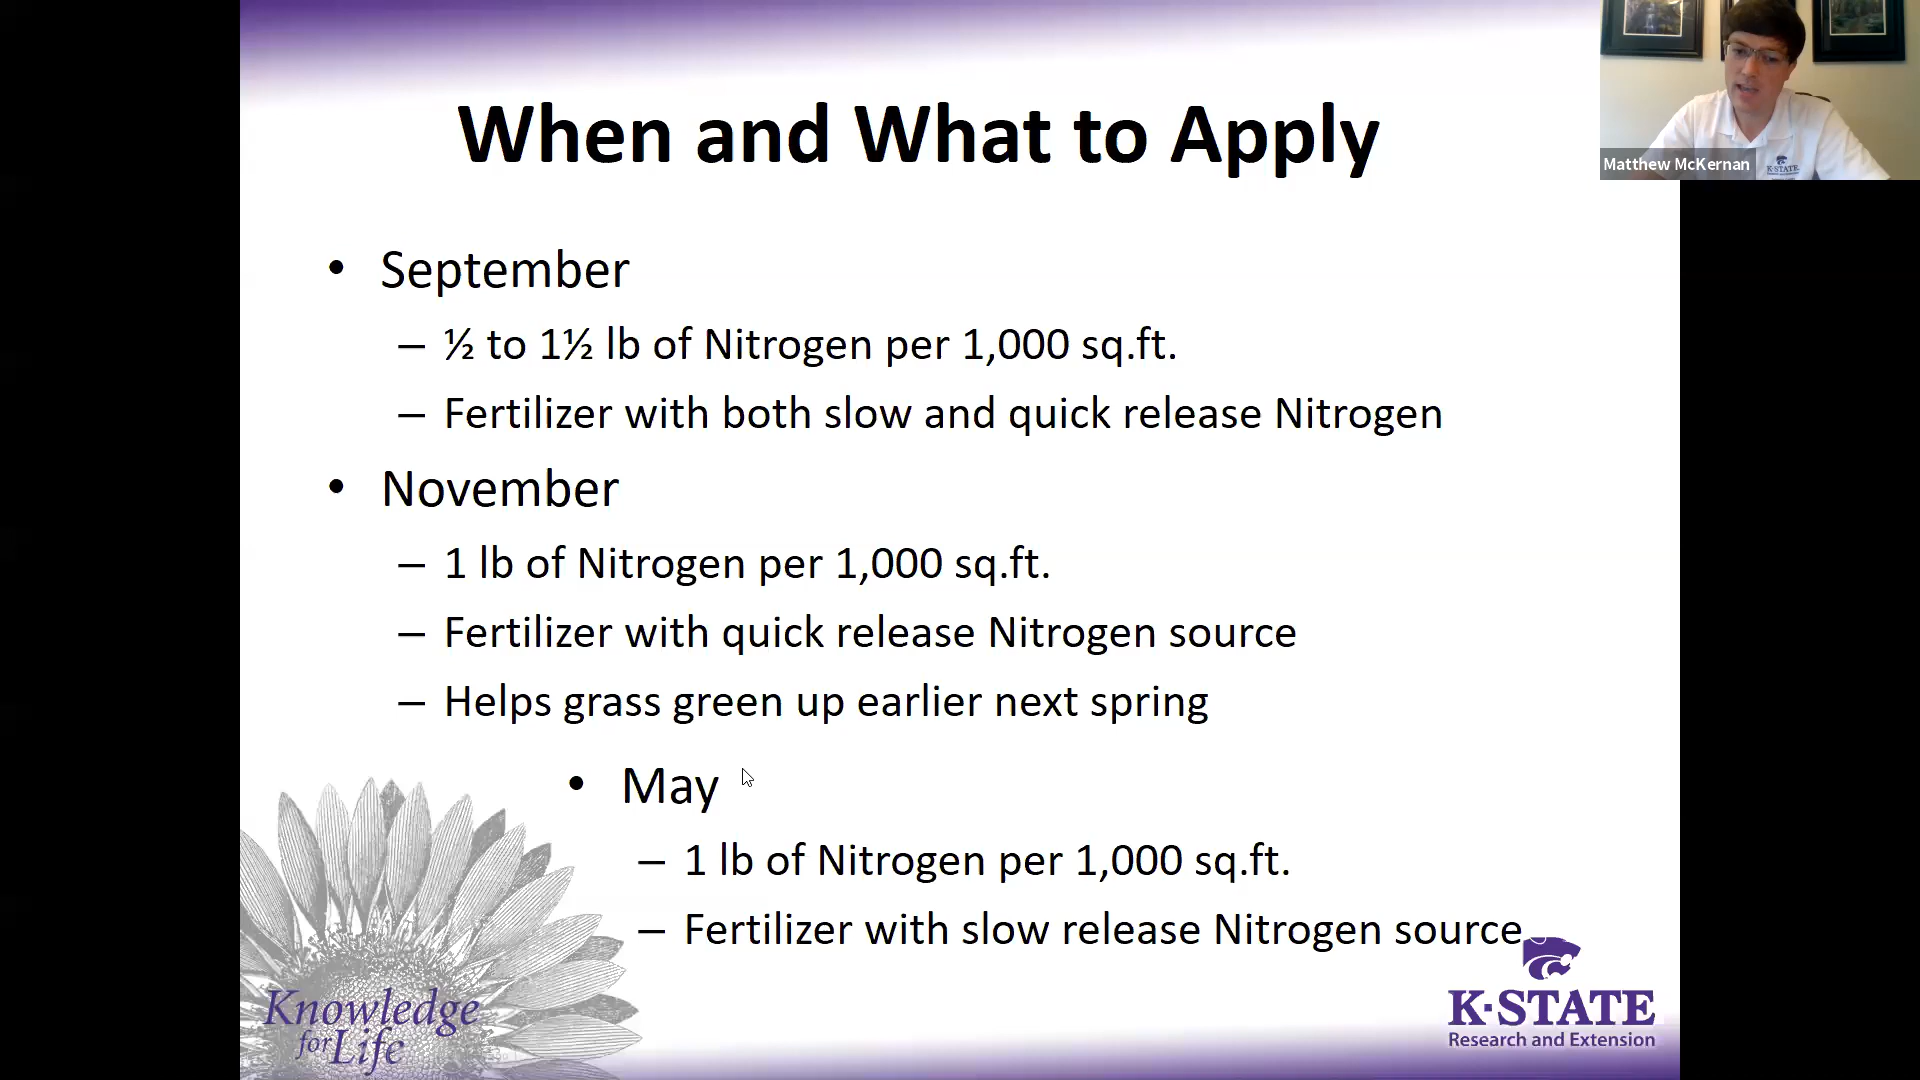 When and What to Apply
Matthew McKernan
K-STATE
• September
– ½ to 1½ lb of Nitrogen per 1,000 sq.ft.
– Fertilizer with both slow and quick release Nitrogen
• November
– 1 lb of Nitrogen per 1,000 sq.ft.
– Fertilizer with quick release Nitrogen source
– Helps grass green up earlier next spring
• May
– 1 lb of Nitrogen per 1,000 sq.ft.
– Fertilizer with slow release Nitrogen source
Knowledge
for Life
K-STATE
Research and Extension